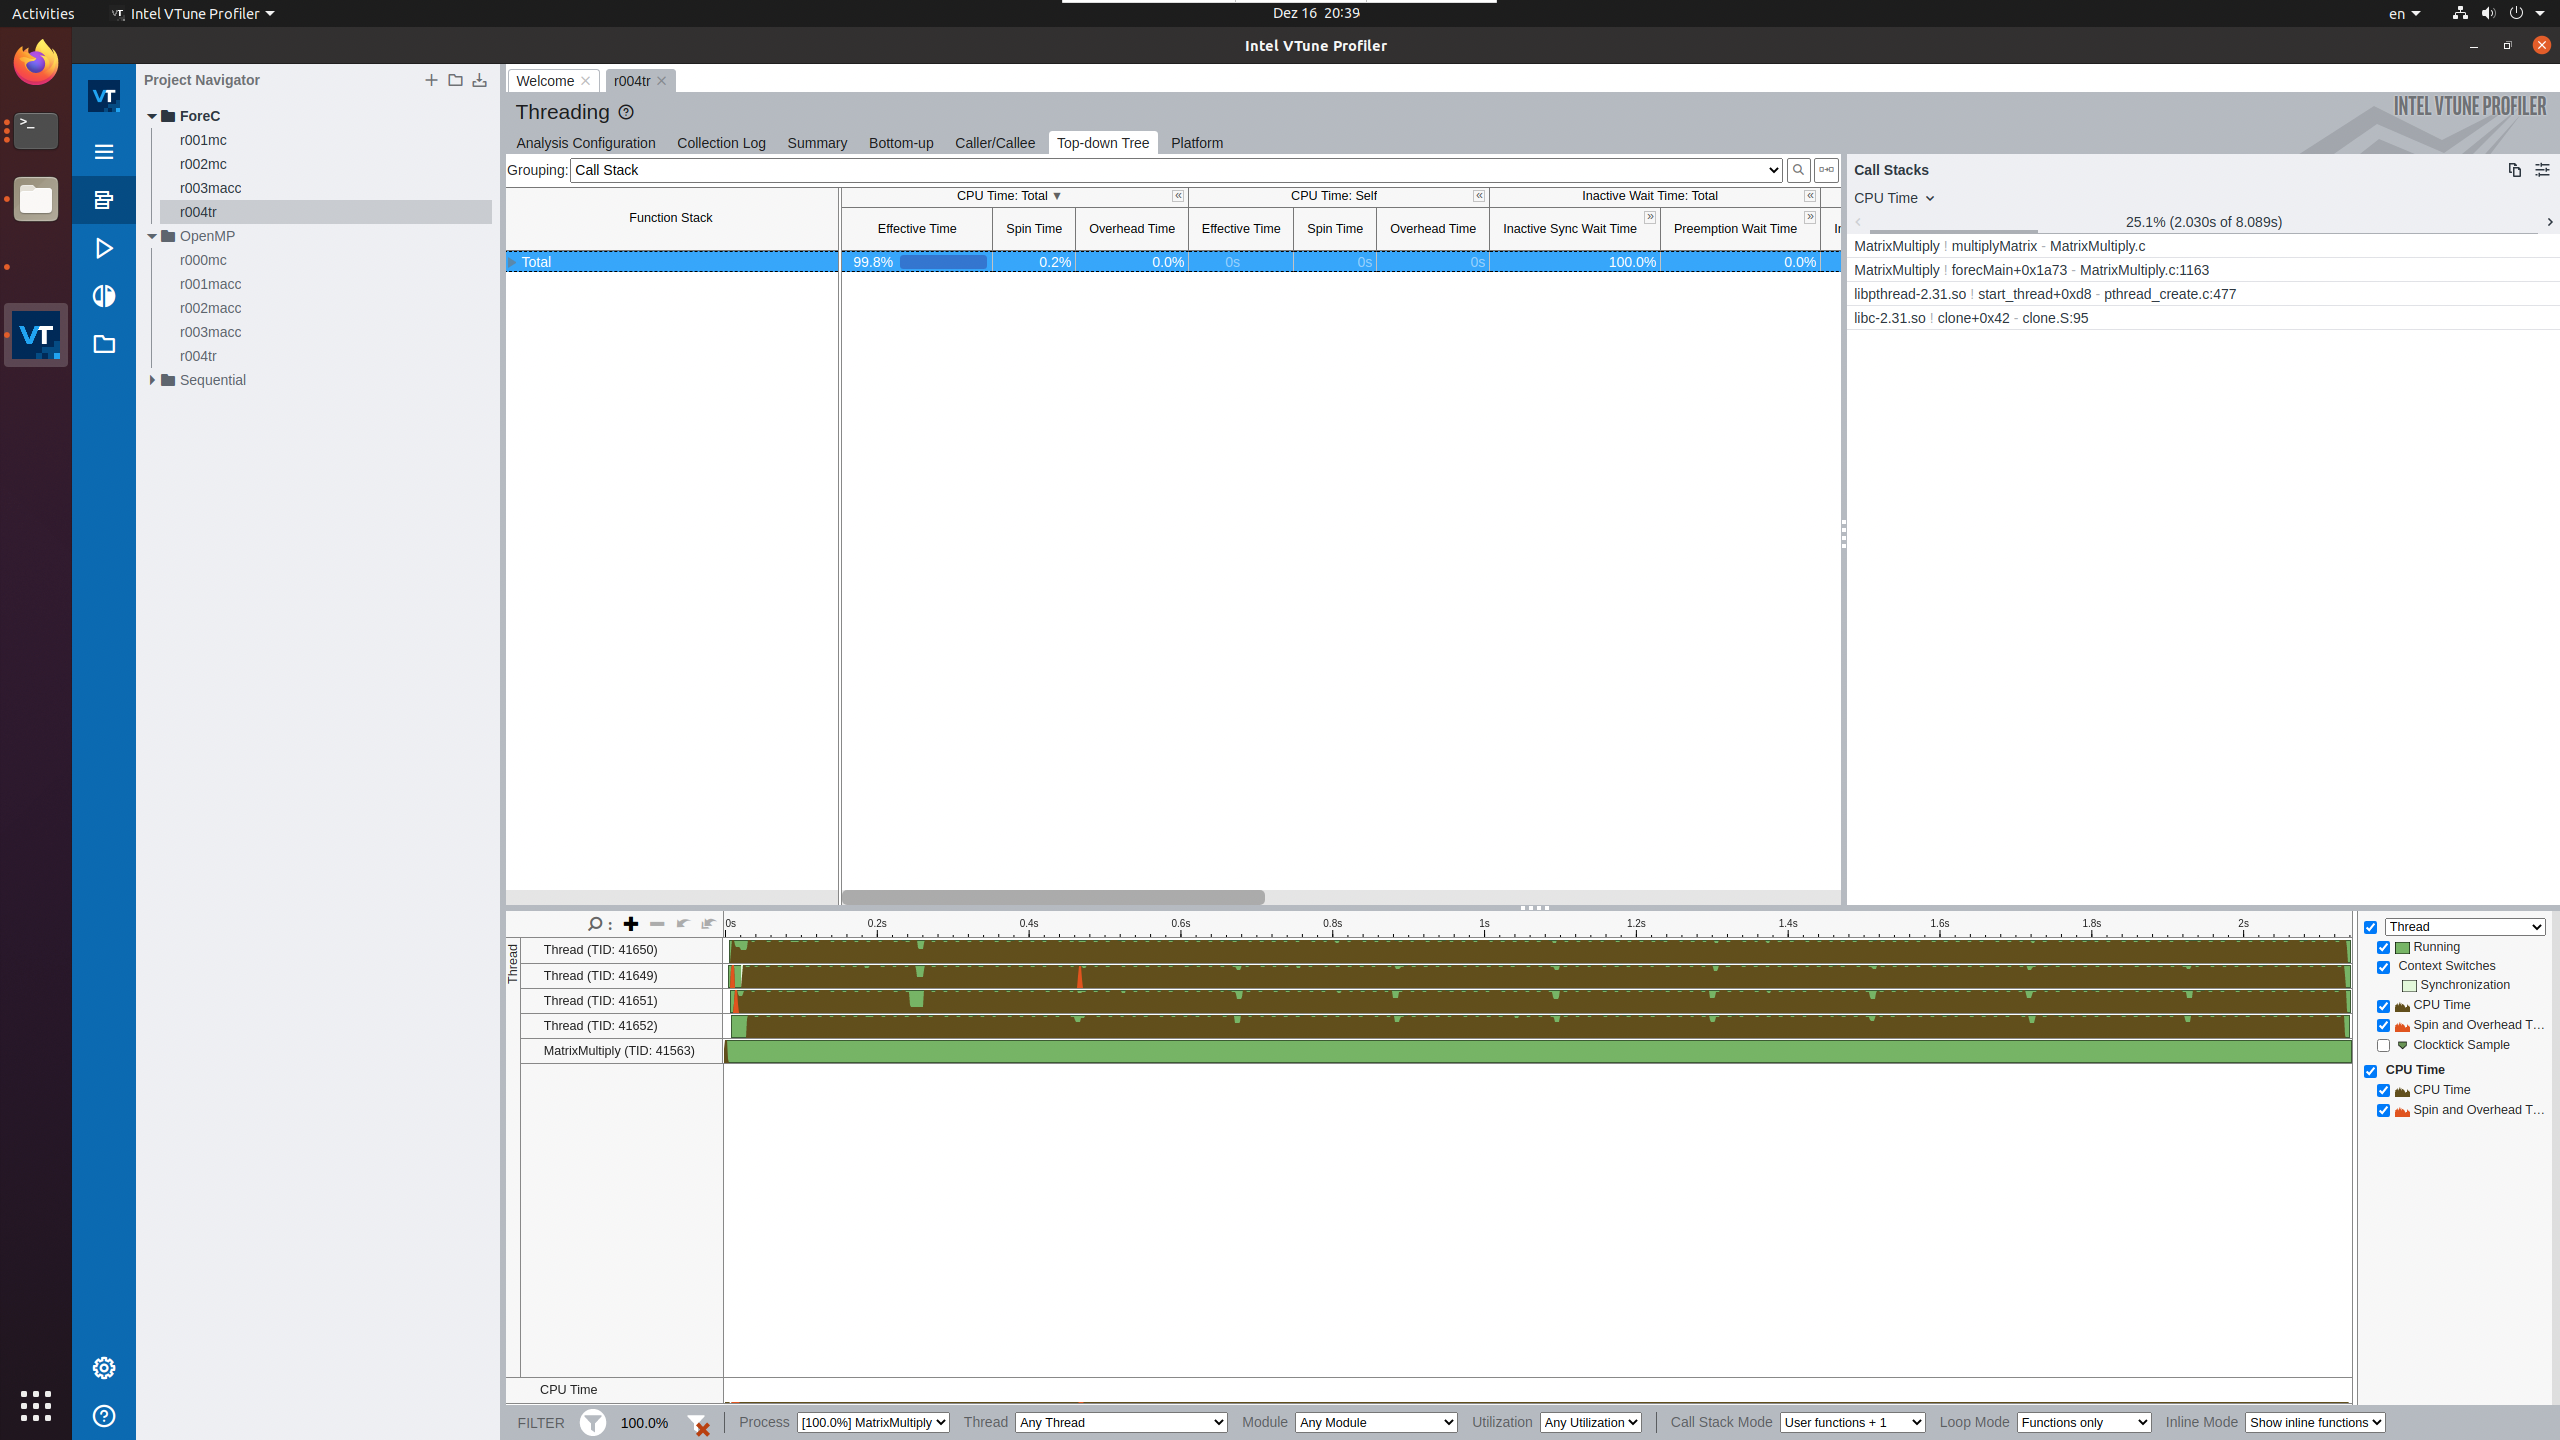 Activities
Intel VTune Profiler
Dez 16 20:39
en
Intel VTune Profiler
Project Navigator
ForeC
r001mc
r002mc
r003macc
r004tr
OpenMP
r000mc
r001macc
r002macc
r003macc
r004tr
Sequential
Welcome
r004tr
Threading
INTEL VTUNE PROFILER
Analysis Configuration Collection Log Summary Bottom-up Caller/Callee Top-down Tree Platform
Grouping: Call Stack
Function Stack
CPU Time: Total CPU Time: Self Inactive Wait Time: Total
Effective Time Spin Time Overhead Time Effective Time Spin Time Overhead Time Inactive Sync Wait Time Preemption Wait Time
Total 99.8% 0.2% 0.0% 0s 0s 0s 100.0% 0.0%
Call Stacks
CPU Time
25.1% (2.030s of 8.089s)
MatrixMultiply ! multiplyMatrix - MatrixMultiply.c
MatrixMultiply ! forecMain+0x1a73 - MatrixMultiply.c:1163
libpthread-2.31.so ! start_thread+0xd8 - pthread_create.c:477
libc-2.31.so ! clone+0x42 - clone.S:95
0s 0.2s 0.4s 0.6s 0.8s 1s 1.2s 1.4s 1.6s 1.8s 2s
Thread
Thread (TID: 41650)
Thread (TID: 41649)
Thread (TID: 41651)
Thread (TID: 41652)
MatrixMultiply (TID: 41563)
CPU Time
Thread
Running
Context Switches
Synchronization
CPU Time
Spin and Overhead T...
Clocktick Sample
CPU Time
CPU Time
Spin and Overhead T...
FILTER 100.0% Process [100.0%] MatrixMultiply Thread Any Thread Module Any Module Utilization Any Utilization Call Stack Mode User functions + 1 Loop Mode Functions only Inline Mode Show inline functions